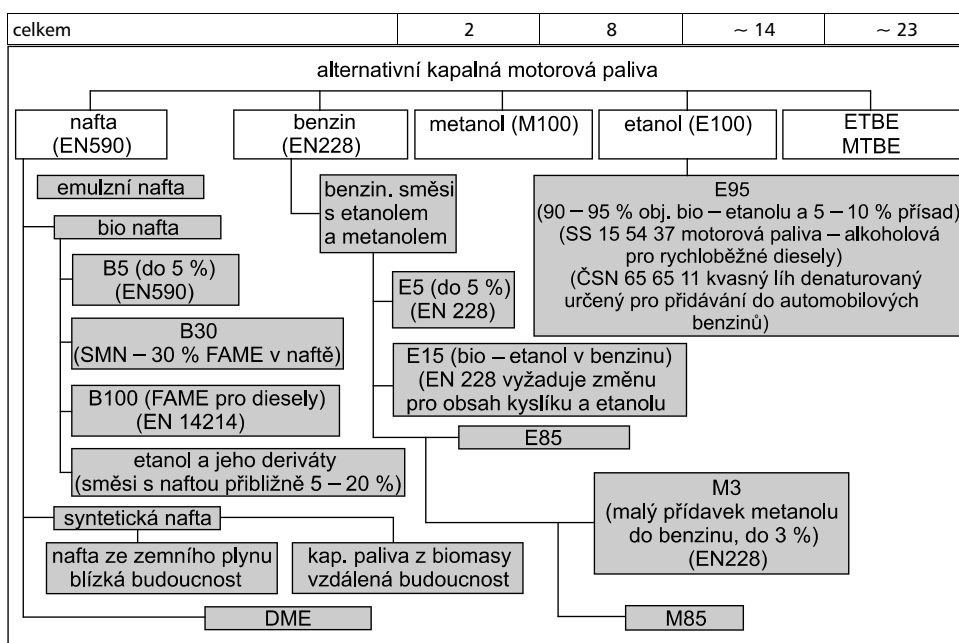 celkem 2 8 ~ 14 ~ 23
alternativní kapalná motorová paliva
nafta
(EN590)
benzin
(EN228)
metanol (M100)
etanol (E100)
ETBE
MTBE
emulzní nafta
bio nafta
B5 (do 5 %)
(EN590)
B30
(SMN – 30 % FAME v naftě)
B100 (FAME pro diesely)
(EN 14214)
etanol a jeho deriváty
(směsi s naftou přibližně 5 – 20 %)
syntetická nafta
nafta ze zemního plynu
blízká budoucnost
kap. paliva z biomasy
vzdálená budoucnost
DME
benzin. směsi
s etanolem
a metanolem
E5 (do 5 %)
(EN 228)
E15 (bio – etanol v benzinu)
(EN 228 vyžaduje změnu
pro obsah kyslíku a etanolu
E85
M3
(malý přídavek metanolu
do benzinu, do 3 %)
(EN228)
M85
E95
(90 – 95 % obj. bio – etanolu a 5 – 10 % přísad)
(SS 15 54 37 motorová paliva – alkoholová
pro rychloběžné diesely)
(ČSN 65 65 11 kvasný líh denaturovaný
určený pro přidávání do automobilových
benzinů)